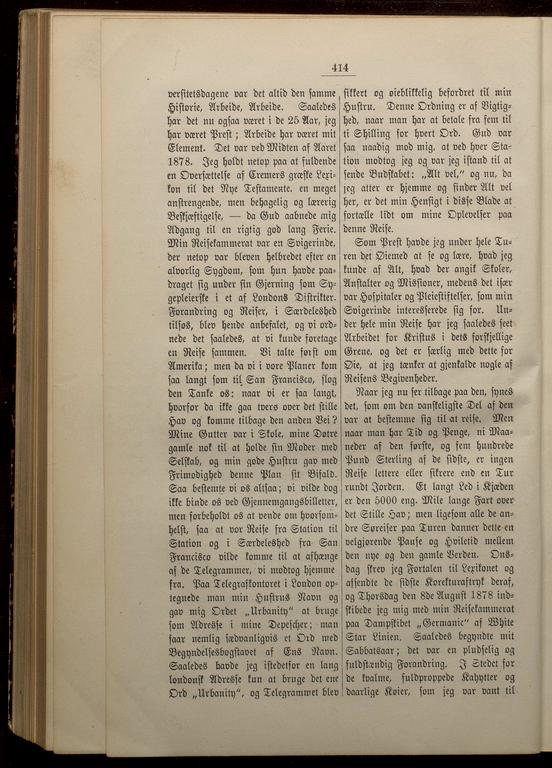 414
versitetsdagene var det altid den samme
Historie, Arbeide, Arbeide. Saaledes
har det nu ogsaa været i de 25 Aar, jeg
har været Prest; Arbeide har været mit
Element. Det var ved Midten af Aaret
1878. Jeg holdt netop paa at fuldende
en Oversættelse af Cremers græske Lexi-
kon til det Nye Testamente, en meget
anstrengende, men behagelig og lærerig
Beskjæftigelse, — da Gud aabnede mig
Adgang til en rigtig god lang Ferie.
Min Reisekammerat var en Svigerinde,
der netop var bleven helbredet efter en
alvorlig Sygdom, som hun havde paa-
draget sig under sin Gjerning som Sy-
gepleierske i et af Londons Distrikter.
Forandring og Reiser, i Særdeleshed
tilsøs, blev hende anbefalet, og vi ord-
nede det saaledes, at vi kunde foretage
en Reise sammen. Vi talte først om
Amerika; men da vi i vore Planer kom
saa langt som til San Francisco, slog
den Tanke os: naar vi er saa langt,
hvorfor da ikke gaa tvers over det stille
Hav og komme tilbage den anden Vei?
Mine Gutter var i Skole, mine Døtre
gamle nok til at holde sin Moder med
Selskab, og min gode Hustru gav med
Frimodighed denne Plan sit Bifald.
Saa bestemte vi os altsaa; vi vilde dog
ikke binde os ved Gjennemgangsbilletter,
men forbeholdt os at vende om hvorsom-
helst, saa at vor Reise fra Station til
Station og i Særdeleshed fra San
Francisco vilde komme til at afhænge
af de Telegrammer, vi modtog hjemme
fra. Paa Telegrafkontoret i London op-
tegnede man min Hustrus Navn og
gav mig Ordet „Urbanity“ at bruge
som Adresse i mine Depescher; man
faar nemlig sædvanligvis et Ord med
Begyndelsesbogstavet af Ens Navn.
Saaledes havde jeg istedetfor en lang
londonsk Adresse kun at bruge det ene
Ord „Urbanity“, og Telegrammet blev
sikkert og øieblikkelig befordret til min
Hustru. Denne Ordning er af Vigtig-
hed, naar man har at betale fra fem til
ti Shilling for hvert Ord. Gud var
saa naadig mod mig, at ved hver Sta-
tion modtog jeg og var jeg istand til at
sende Budskabet: „Alt vel,“ og nu, da
jeg atter er hjemme og finder Alt vel
her, er det min Hensigt i disse Blade at
fortælle lidt om mine Oplevelser paa
denne Reise.
Som Prest havde jeg under hele Tu-
ren det Øiemed at se og lære, hvad jeg
kunde af Alt, hvad der angik Skoler,
Anstalter og Missioner, medens det især
var Hospitaler og Pleiestiftelser, som min
Svigerinde interesserede sig for. Un-
der hele min Reise har jeg saaledes seet
Arbeidet for Kristus i dets forskjellige
Grene, og det er særlig med dette for
Øie, at jeg tænker at gjenkalde nogle af
Reisens Begivenheder.
Naar jeg nu ser tilbage paa den, synes
det, som om den vanskeligste Del af den
var at bestemme sig til at reise. Men
naar man har Tid og Penge, ni Maa-
neder af den første, og fem hundrede
Pund Sterling af de sidste, er ingen
Reise lettere eller sikrere end en Tur
rundt Jorden. Et langt Led i Kjæden
er den 5000 eng. Mile lange Fart over
det Stille Hav; men ligesom alle de an-
dre Søreiser paa Turen danner dette en
velgjørende Pause og Hviletid mellem
den nye og den gamle Verden. Ons-
dag skrev jeg Fortalen til Lexikonet og
afsendte de sidste Korekturaftryk deraf,
og Thorsdag den 8de August 1878 ind-
skibede jeg mig med min Reisekammerat
paa Dampskibet „Germanic“ af White
Star Linien. Saaledes begyndte mit
Sabbatsaar; det var en pludselig og
fuldstændig Forandring. I Stedet for
de kvalme, fuldproppede Kahytter og
daarlige Køier, som jeg var vant til